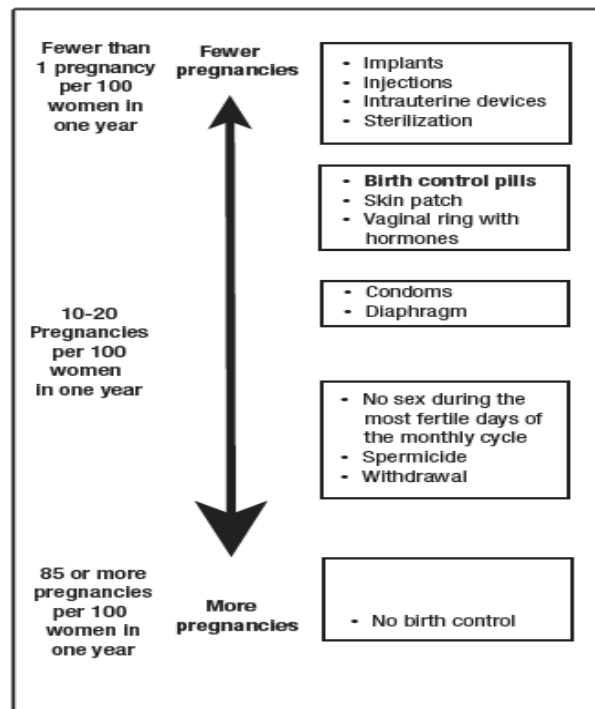 Fewer than
1 pregnancy
per 100
women in
one year
Fewer
pregnancies
• Implants
• Injections
• Intrauterine devices
• Sterilization
• Birth control pills
• Skin patch
• Vaginal ring with
hormones
10-20
Pregnancies
per 100
women
in one year
• Condoms
• Diaphragm
• No sex during the
most fertile days of
the monthly cycle
• Spermicide
• Withdrawal
85 or more
pregnancies
per 100
women in
one year
More
pregnancies
• No birth control